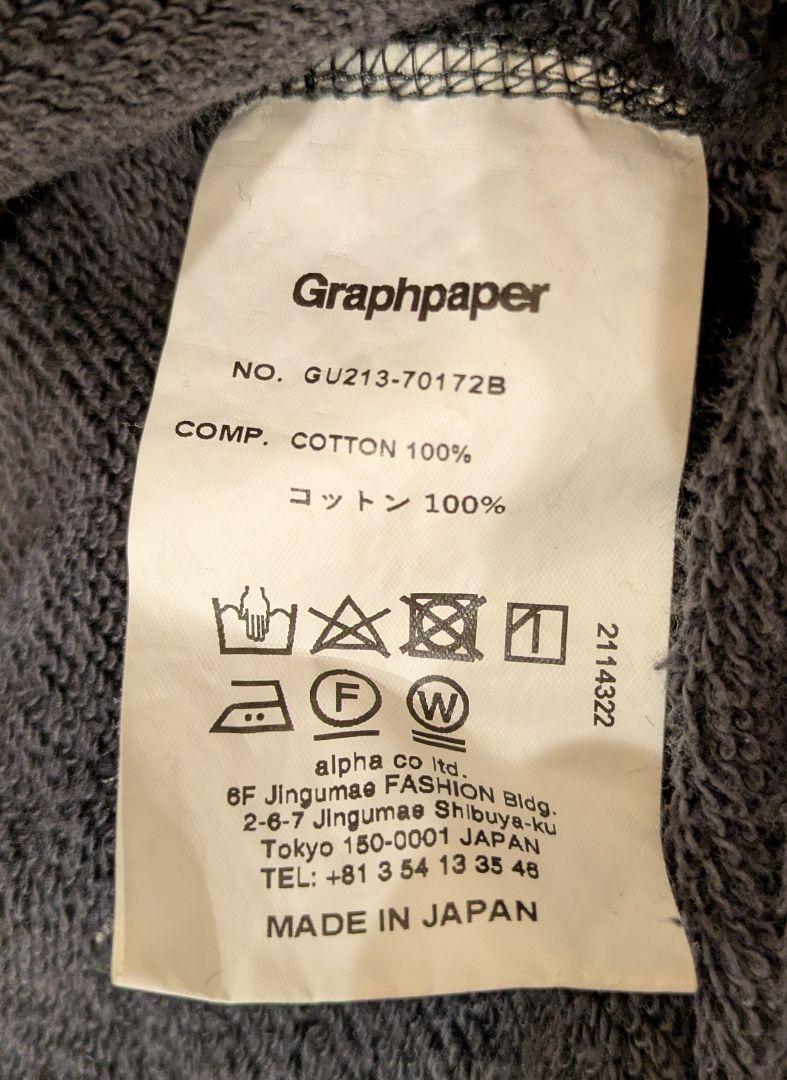 Graphpaper
NO. GU213-70172B
COMP. COTTON 100%
コットン 100%
2114322
F
W
alpha co ltd.
6F Jingumae FASHION Bldg.
2-6-7 Jingumae Shibuya-ku
Tokyo 150-0001 JAPAN
TEL: +81 3 54 13 35 46
MADE IN JAPAN